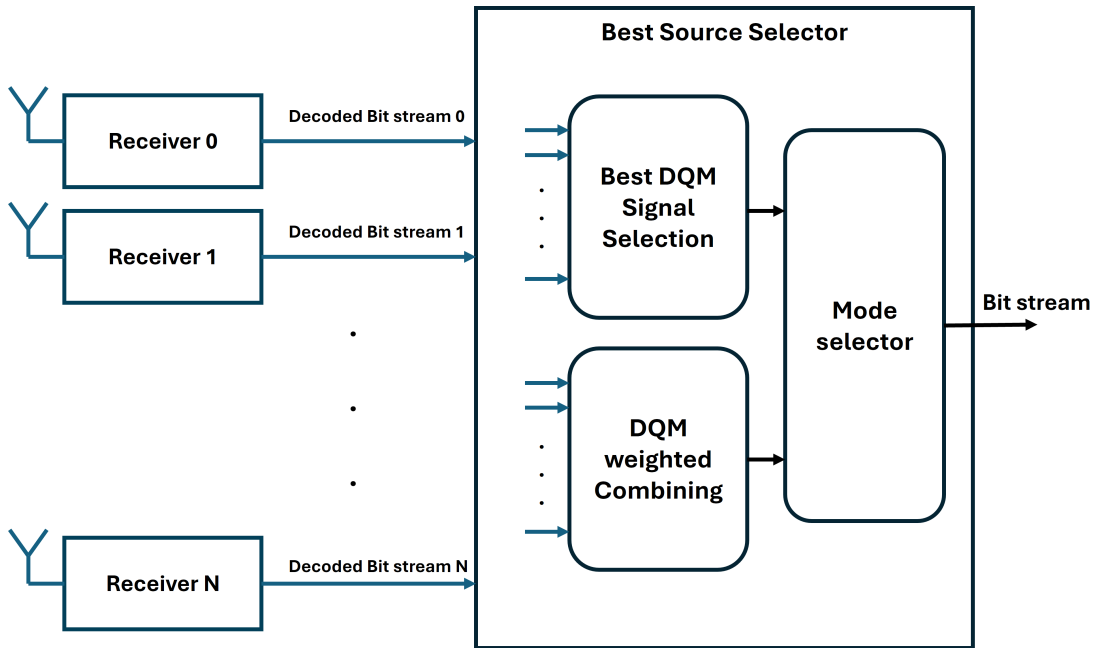 Best Source Selector
Receiver 0
Decoded Bit stream 0
Receiver 1
Decoded Bit stream 1
Receiver N
Decoded Bit stream N
Best DQM
Signal
Selection
DQM
weighted
Combining
Mode
selector
Bit stream